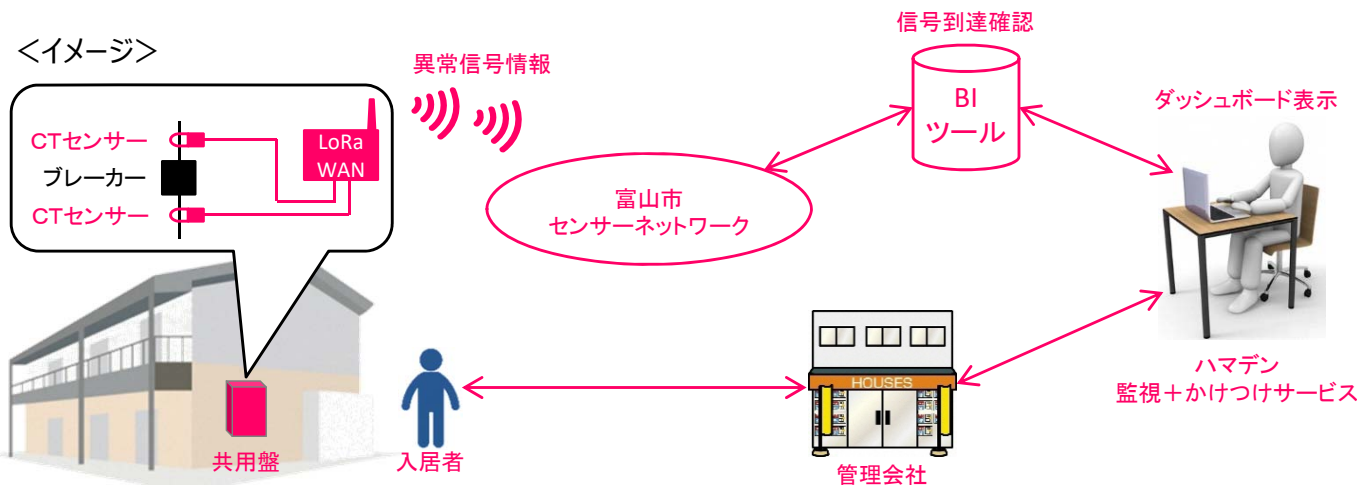 <イメージ>
CTセンサー
ブレーカー
CTセンサー
LoRa
WAN
異常信号情報
富山市
センサーネットワーク
信号到達確認
BI
ツール
ダッシュボード表示
ハマデン
監視+かけつけサービス
HOUSES
管理会社
入居者
共用盤